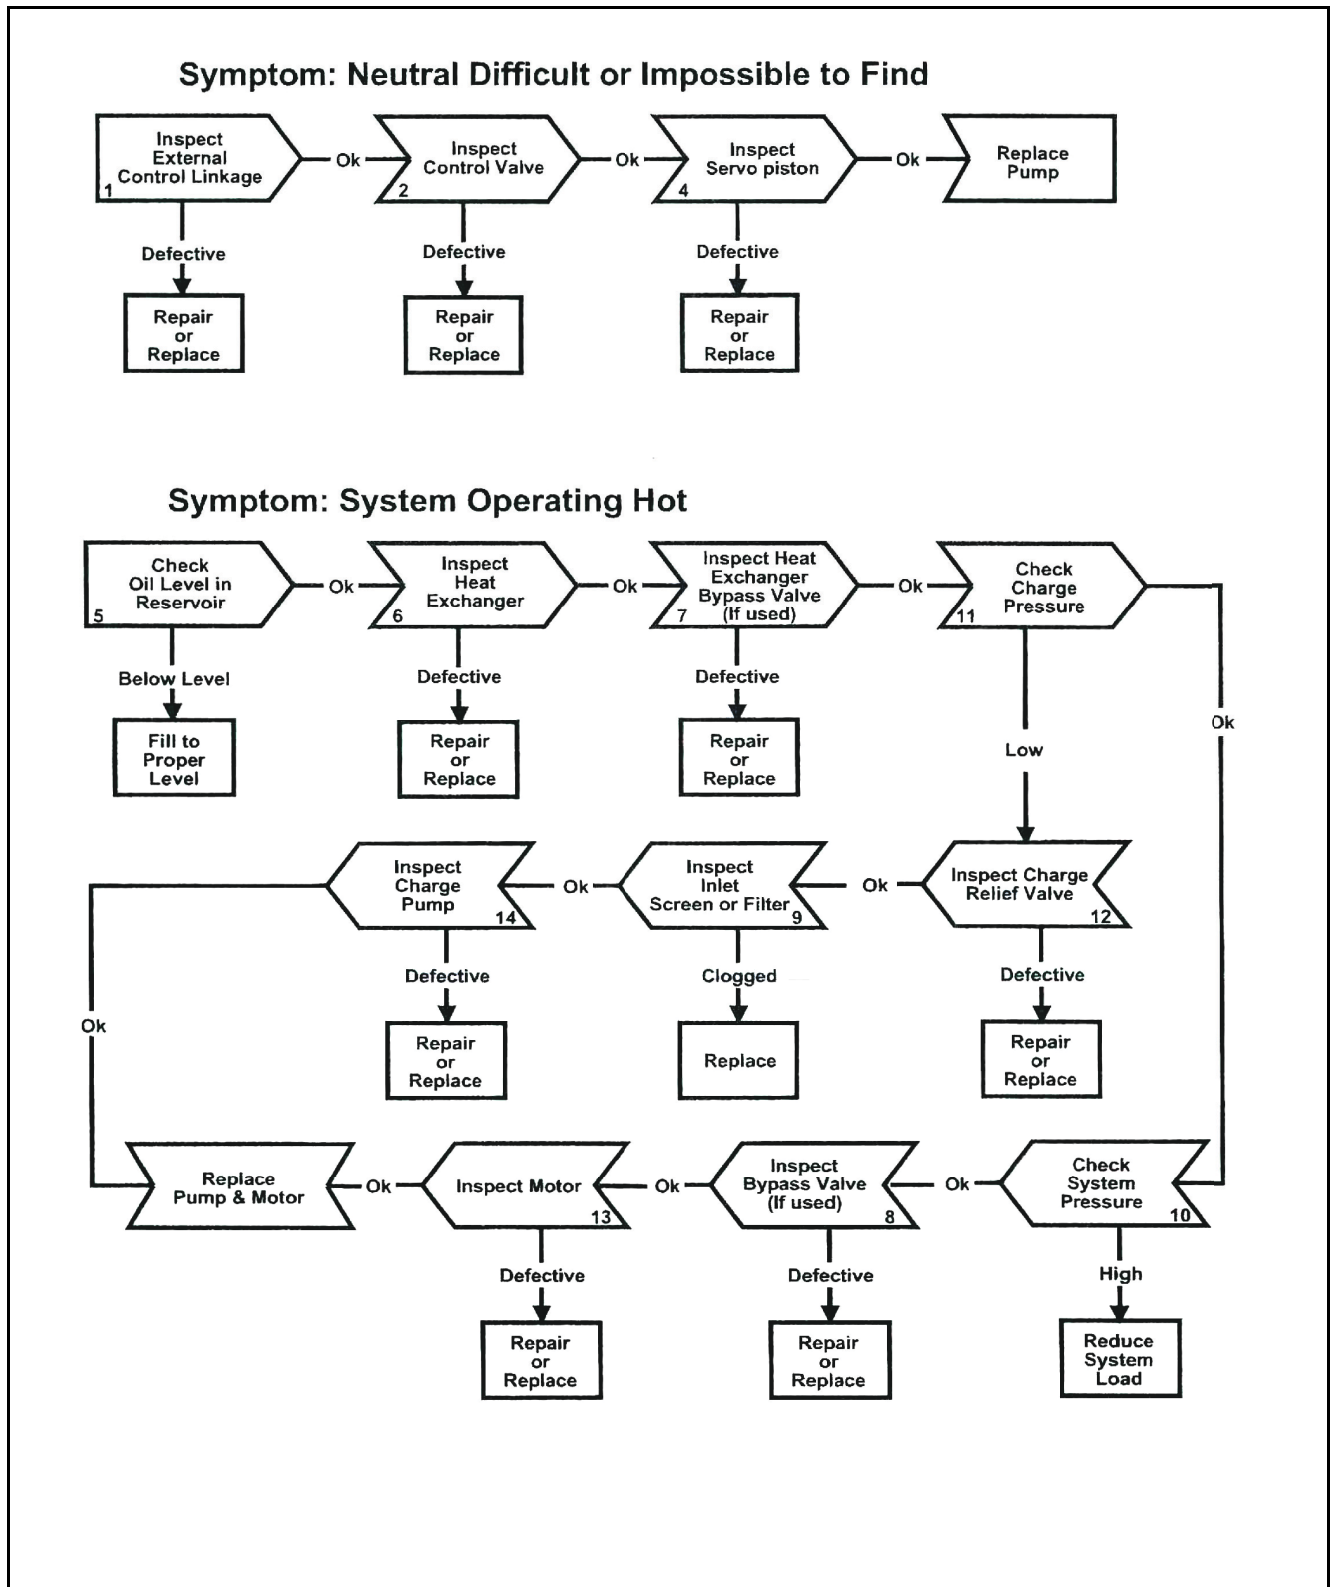 Symptom: Neutral Difficult or Impossible to Find
Inspect
External
Control Linkage
1
Ok
Inspect
Control Valve
2
Ok
Inspect
Servo piston
4
Ok
Replace
Pump
Defective
Defective
Defective
Repair
or
Replace
Repair
or
Replace
Repair
or
Replace
Symptom: System Operating Hot
Check
Oil Level in
Reservoir
5
Ok
Inspect
Heat
Exchanger
6
Ok
Inspect Heat
Exchanger
Bypass Valve
(If used)
7
Ok
Check
Charge
Pressure
11
Below Level
Defective
Defective
Low
Ok
Fill to
Proper
Level
Repair
or
Replace
Repair
or
Replace
Inspect
Charge
Pump
14
Ok
Inspect
Inlet
Screen or Filter
9
Ok
Inspect Charge
Relief Valve
12
Defective
Clogged
Defective
Ok
Repair
or
Replace
Replace
Repair
or
Replace
Replace
Pump & Motor
Ok
Inspect Motor
13
Ok
Inspect
Bypass Valve
(If used)
8
Ok
Check
System
Pressure
10
Defective
Defective
High
Repair
or
Replace
Repair
or
Replace
Reduce
System
Load